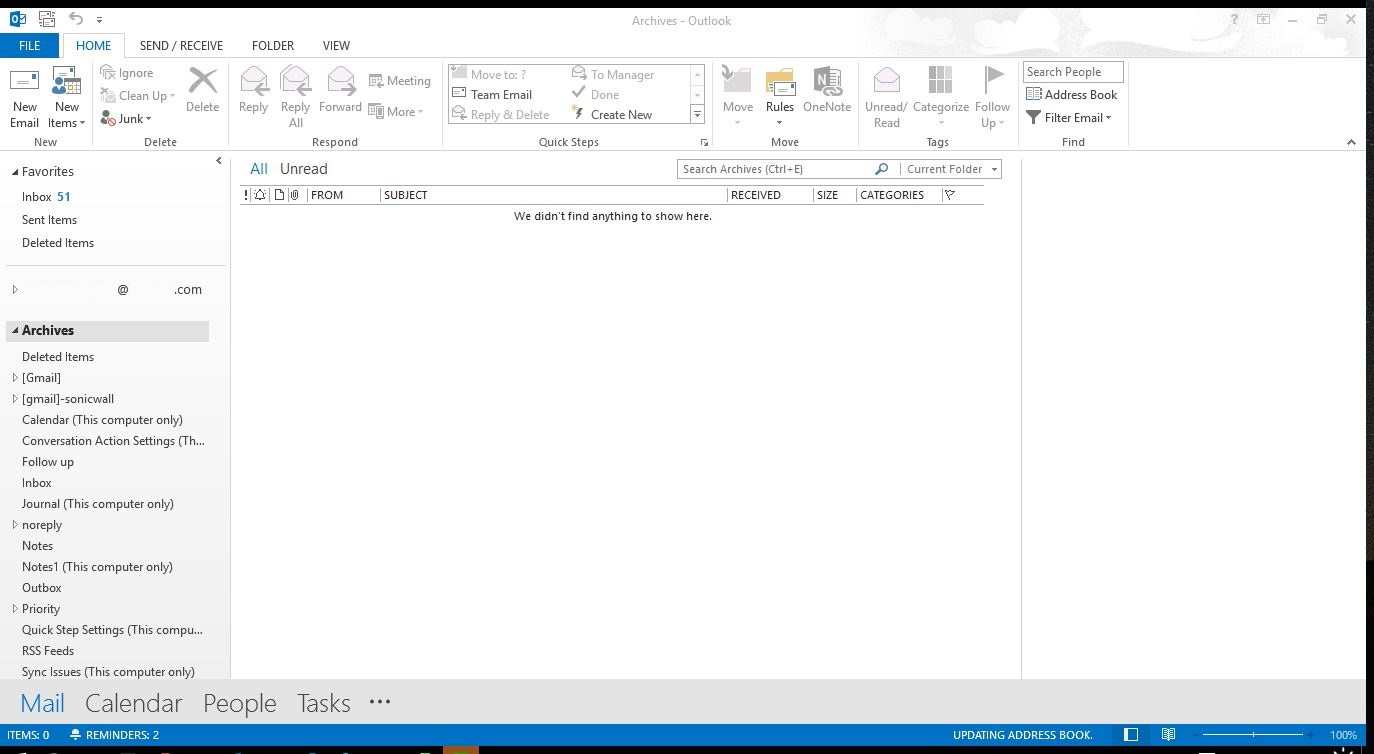 Archives - Outlook
?
FILE HOME SEND / RECEIVE FOLDER VIEW
New Email
New Items
Ignore
Clean Up
Junk
Delete
Reply
Reply All
Forward
Meeting
More
Move to: ?
Team Email
Reply & Delete
To Manager
Done
Create New
Move
Rules
OneNote
Unread/ Read
Categorize
Follow Up
Search People
Address Book
Filter Email
New Delete Respond Quick Steps Move Tags Find
Favorites
Inbox 51
Sent Items
Deleted Items
@ .com
Archives
Deleted Items
[Gmail]
[gmail]-sonicwall
Calendar (This computer only)
Conversation Action Settings (Th...
Follow up
Inbox
Journal (This computer only)
noreply
Notes
Notes1 (This computer only)
Outbox
Priority
Quick Step Settings (This compu...
RSS Feeds
Sync Issues (This computer only)
All Unread
Search Archives (Ctrl+E) Current Folder
! FROM SUBJECT RECEIVED SIZE CATEGORIES
We didn't find anything to show here.
Mail Calendar People Tasks ...
ITEMS: 0 REMINDERS: 2 UPDATING ADDRESS BOOK. 100%